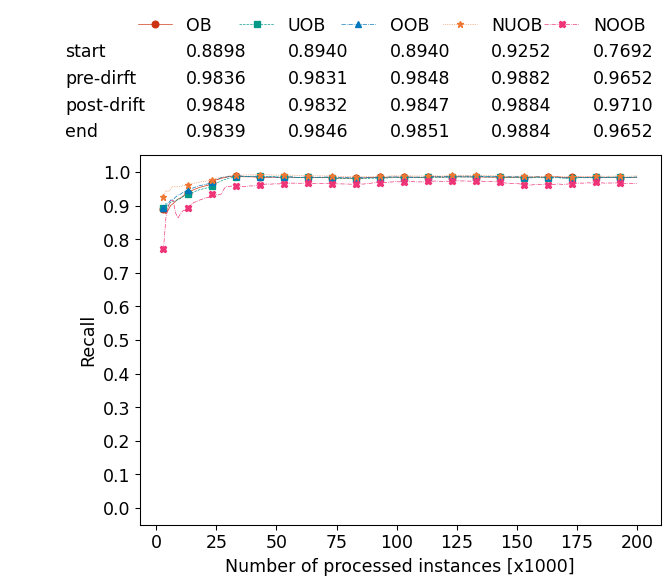 OB UOB OOB NUOB NOOB
start 0.8898 0.8940 0.8940 0.9252 0.7692
pre-dirft 0.9836 0.9831 0.9848 0.9882 0.9652
post-drift 0.9848 0.9832 0.9847 0.9884 0.9710
end 0.9839 0.9846 0.9851 0.9884 0.9652
1.0
0.9
0.8
0.7
0.6
0.5
0.4
0.3
0.2
0.1
0.0
Recall
0 25 50 75 100 125 150 175 200
Number of processed instances [x1000]